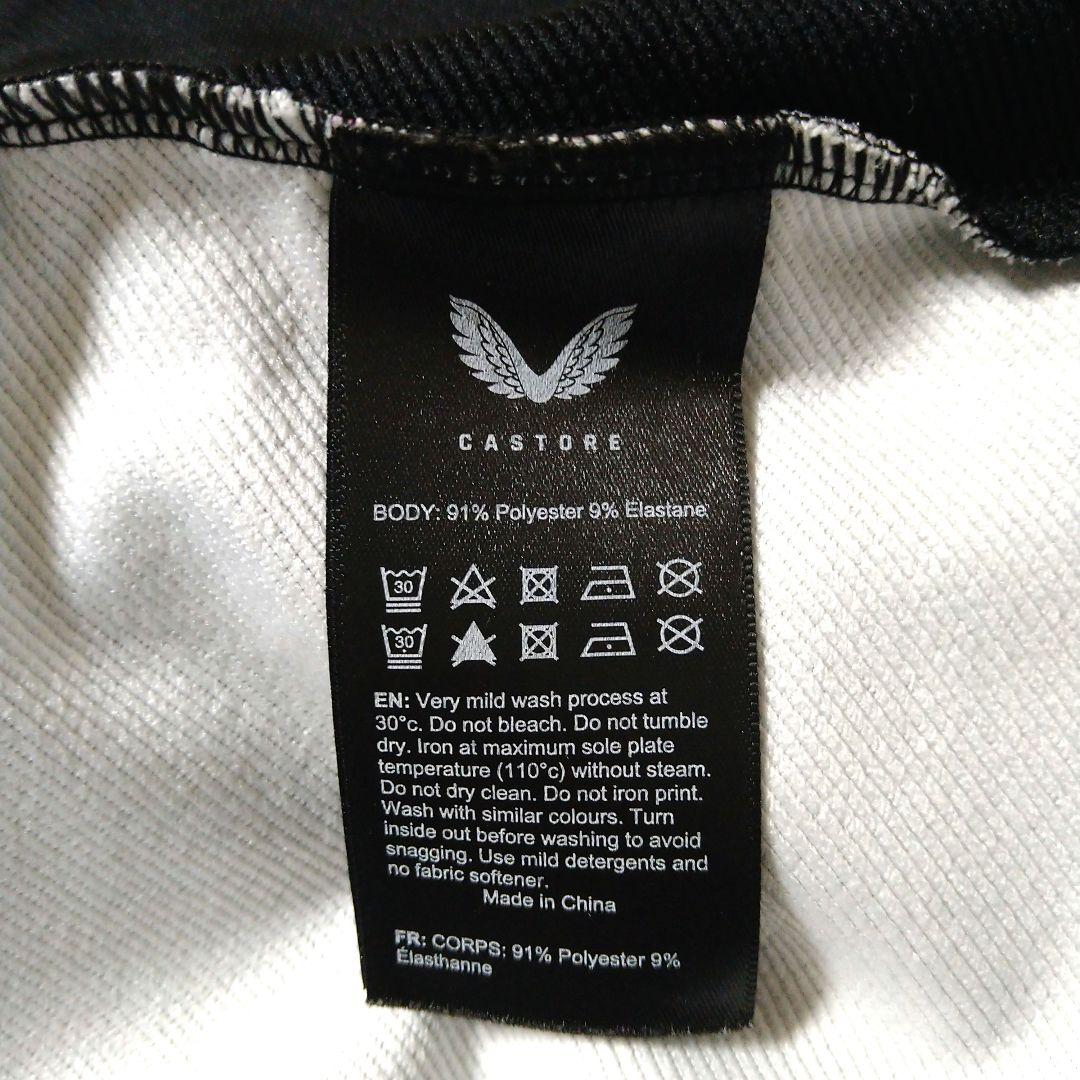 CASTORE
BODY: 91% Polyester 9% Elastane
30
30
EN: Very mild wash process at
30°c. Do not bleach. Do not tumble
dry. Iron at maximum sole plate
temperature (110°c) without steam.
Do not dry clean. Do not iron print.
Wash with similar colours. Turn
inside out before washing to avoid
snagging. Use mild detergents and
no fabric softener.
Made in China
FR: CORPS: 91% Polyester 9%
Élasthanne